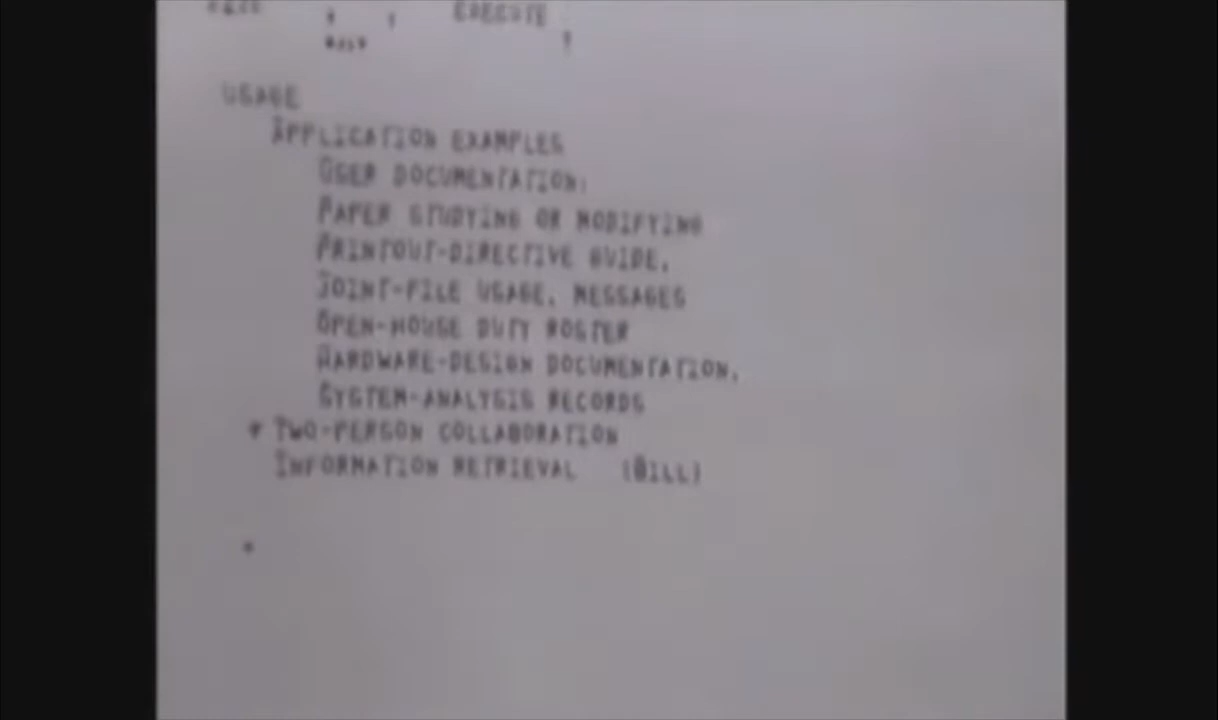 EXECUTE
USAGE
APPLICATION EXAMPLES
USER DOCUMENTATION:
PAPER STUDYING OR MODIFYING
PRINTOUT-DIRECTIVE GUIDE,
JOINT-FILE USAGE, MESSAGES
OPEN-HOUSE DUTY ROSTER
HARDWARE-DESIGN DOCUMENTATION,
SYSTEM-ANALYSIS RECORDS
* TWO-PERSON COLLABORATION
INFORMATION RETRIEVAL (BILL)